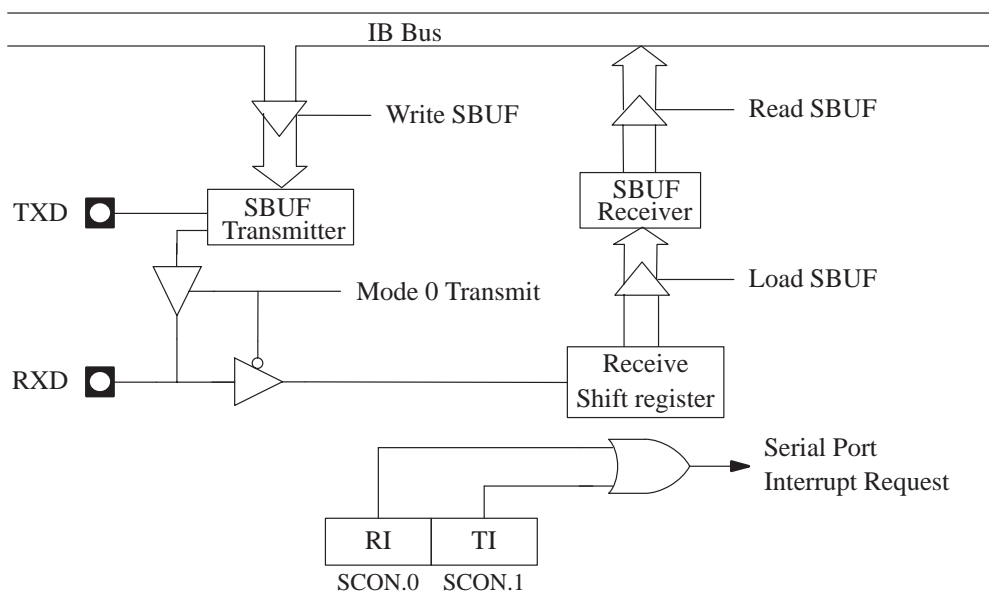 IB Bus
Write SBUF
Read SBUF
TXD
SBUF
Transmitter
SBUF
Receiver
Mode 0 Transmit
Load SBUF
RXD
Receive
Shift register
Serial Port
Interrupt Request
RI
TI
SCON.0
SCON.1